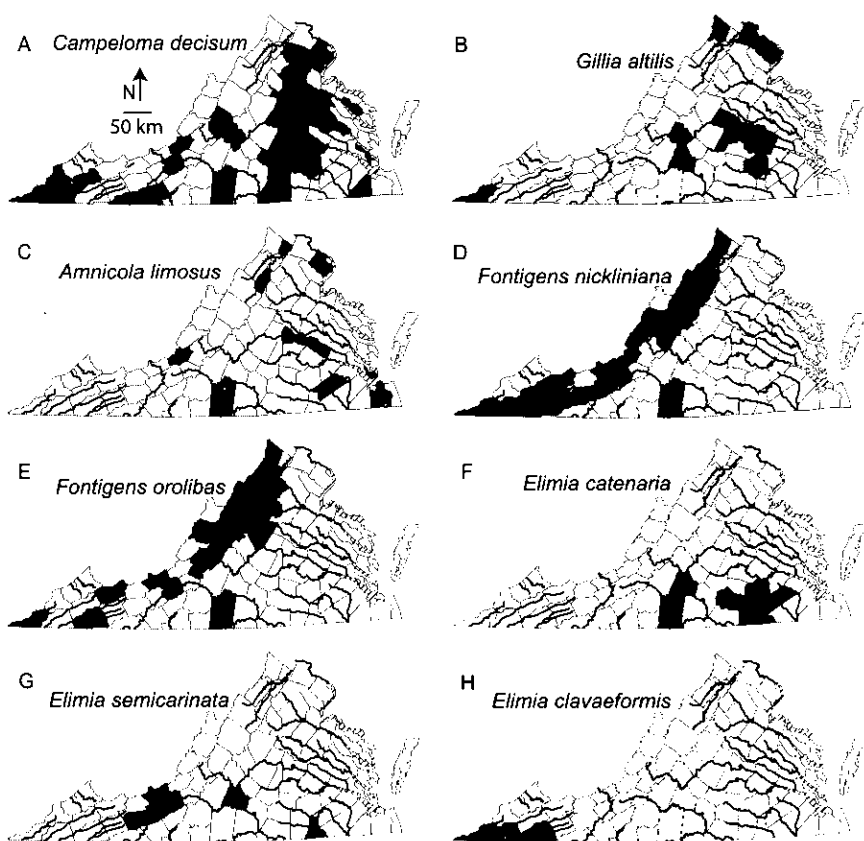 A Campeloma decisum
N
50 km
B Gillia altilis
C Amnicola limosus
D Fontigens nickliniana
E Fontigens orolibas
F Elimia catenaria
G Elimia semicarinata
H Elimia clavaeformis